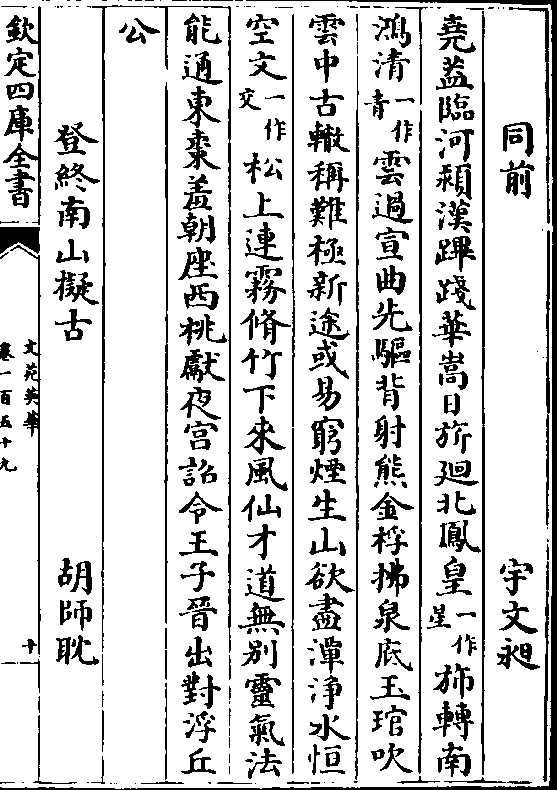 同前　宇文昶
堯葢臨河頴漢蹕踐華嵩日旂廻北鳳皇一作星斾轉南
鴻清一作青雲過宣曲先驅背射熊金桴拂泉底玉琯吹
雲中古轍稱難極新途或易窮煙生山欲盡潭浄水恒
空文一作交松上連霧脩竹下來風仙才道無别靈氣法
能通東棗羞朝座西桃獻夜宫詔令王子晉出對浮丘
公
登終南山擬古　胡師耽
欽定四庫全書
文苑英華
卷一百五十九
十